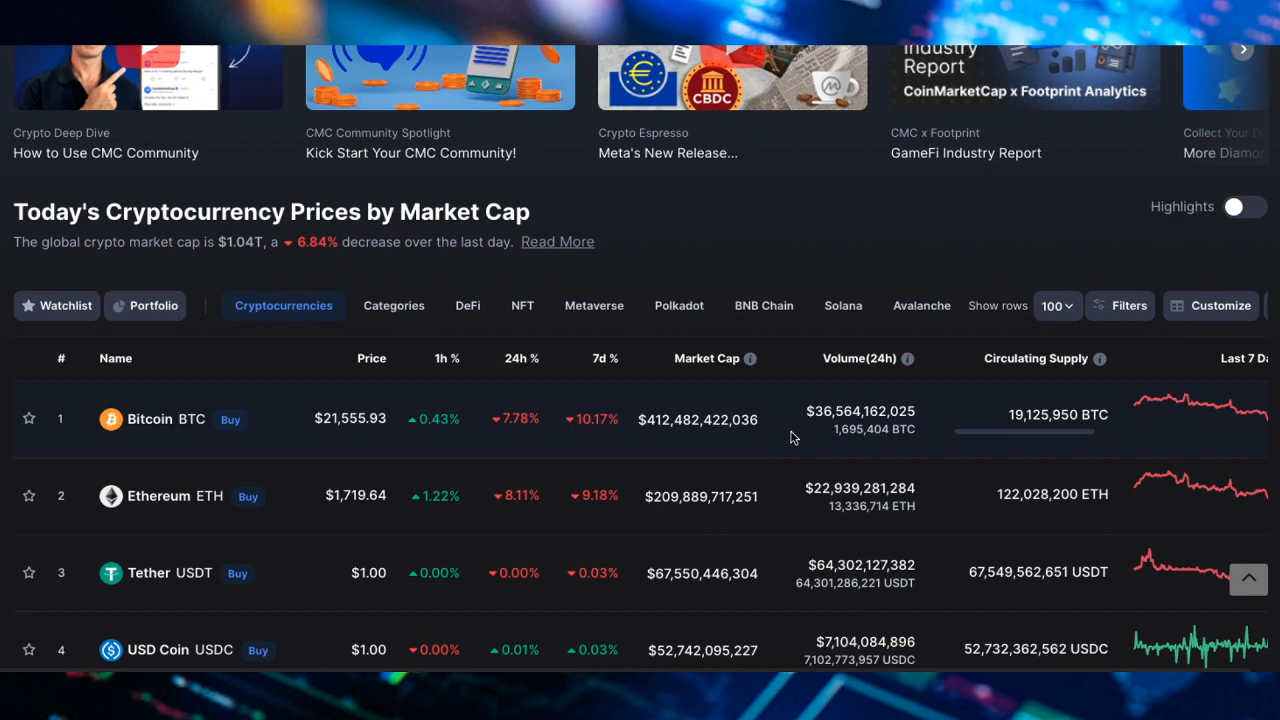 Industry
Report
CBDC
CoinMarketCap x Footprint Analytics
Crypto Deep Dive
How to Use CMC Community
CMC Community Spotlight
Kick Start Your CMC Community!
Crypto Espresso
Meta's New Release...
CMC x Footprint
GameFi Industry Report
Collect Your
More
Today's Cryptocurrency Prices by Market Cap
Highlights
The global crypto market cap is $1.04T, a 6.84% decrease over the last day. Read More
Watchlist Portfolio Cryptocurrencies Categories DeFi NFT Metaverse Polkadot BNB Chain Solana Avalanche Show rows 100 Filters Customize
# Name Price 1h % 24h % 7d % Market Cap Volume(24h) Circulating Supply Last 7
1 Bitcoin BTC Buy $21,555.93 0.43% 7.78% 10.17% $412,482,422,036 $36,564,162,025 19,125,950 BTC
1,695,404 BTC
2 Ethereum ETH Buy $1,719.64 1.22% 8.11% 9.18% $209,889,717,251 $22,939,281,284 122,028,200 ETH
13,336,714 ETH
3 Tether USDT Buy $1.00 0.00% 0.00% 0.03% $67,550,446,304 $64,302,127,382 67,549,562,651 USDT
64,301,286,221 USDT
4 USD Coin USDC Buy $1.00 0.00% 0.01% 0.03% $52,742,095,227 $7,104,084,896 52,732,362,562 USDC
7,102,773,957 USDC